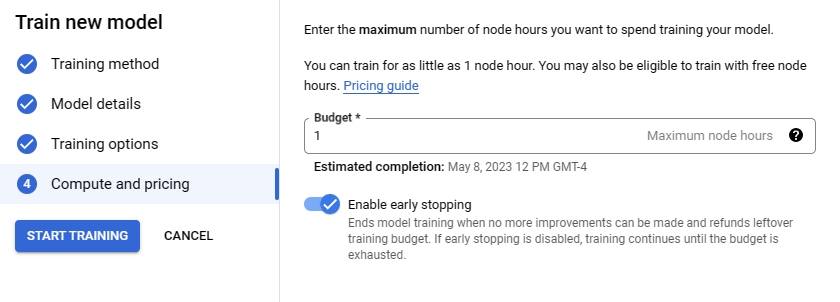 Train new model
Training method
Model details
Training options
4 Compute and pricing
START TRAINING CANCEL
Enter the maximum number of node hours you want to spend training your model.
You can train for as little as 1 node hour. You may also be eligible to train with free node
hours. Pricing guide
Budget *
1 Maximum node hours ?
Estimated completion: May 8, 2023 12 PM GMT-4
Enable early stopping
Ends model training when no more improvements can be made and refunds leftover
training budget. If early stopping is disabled, training continues until the budget is
exhausted.